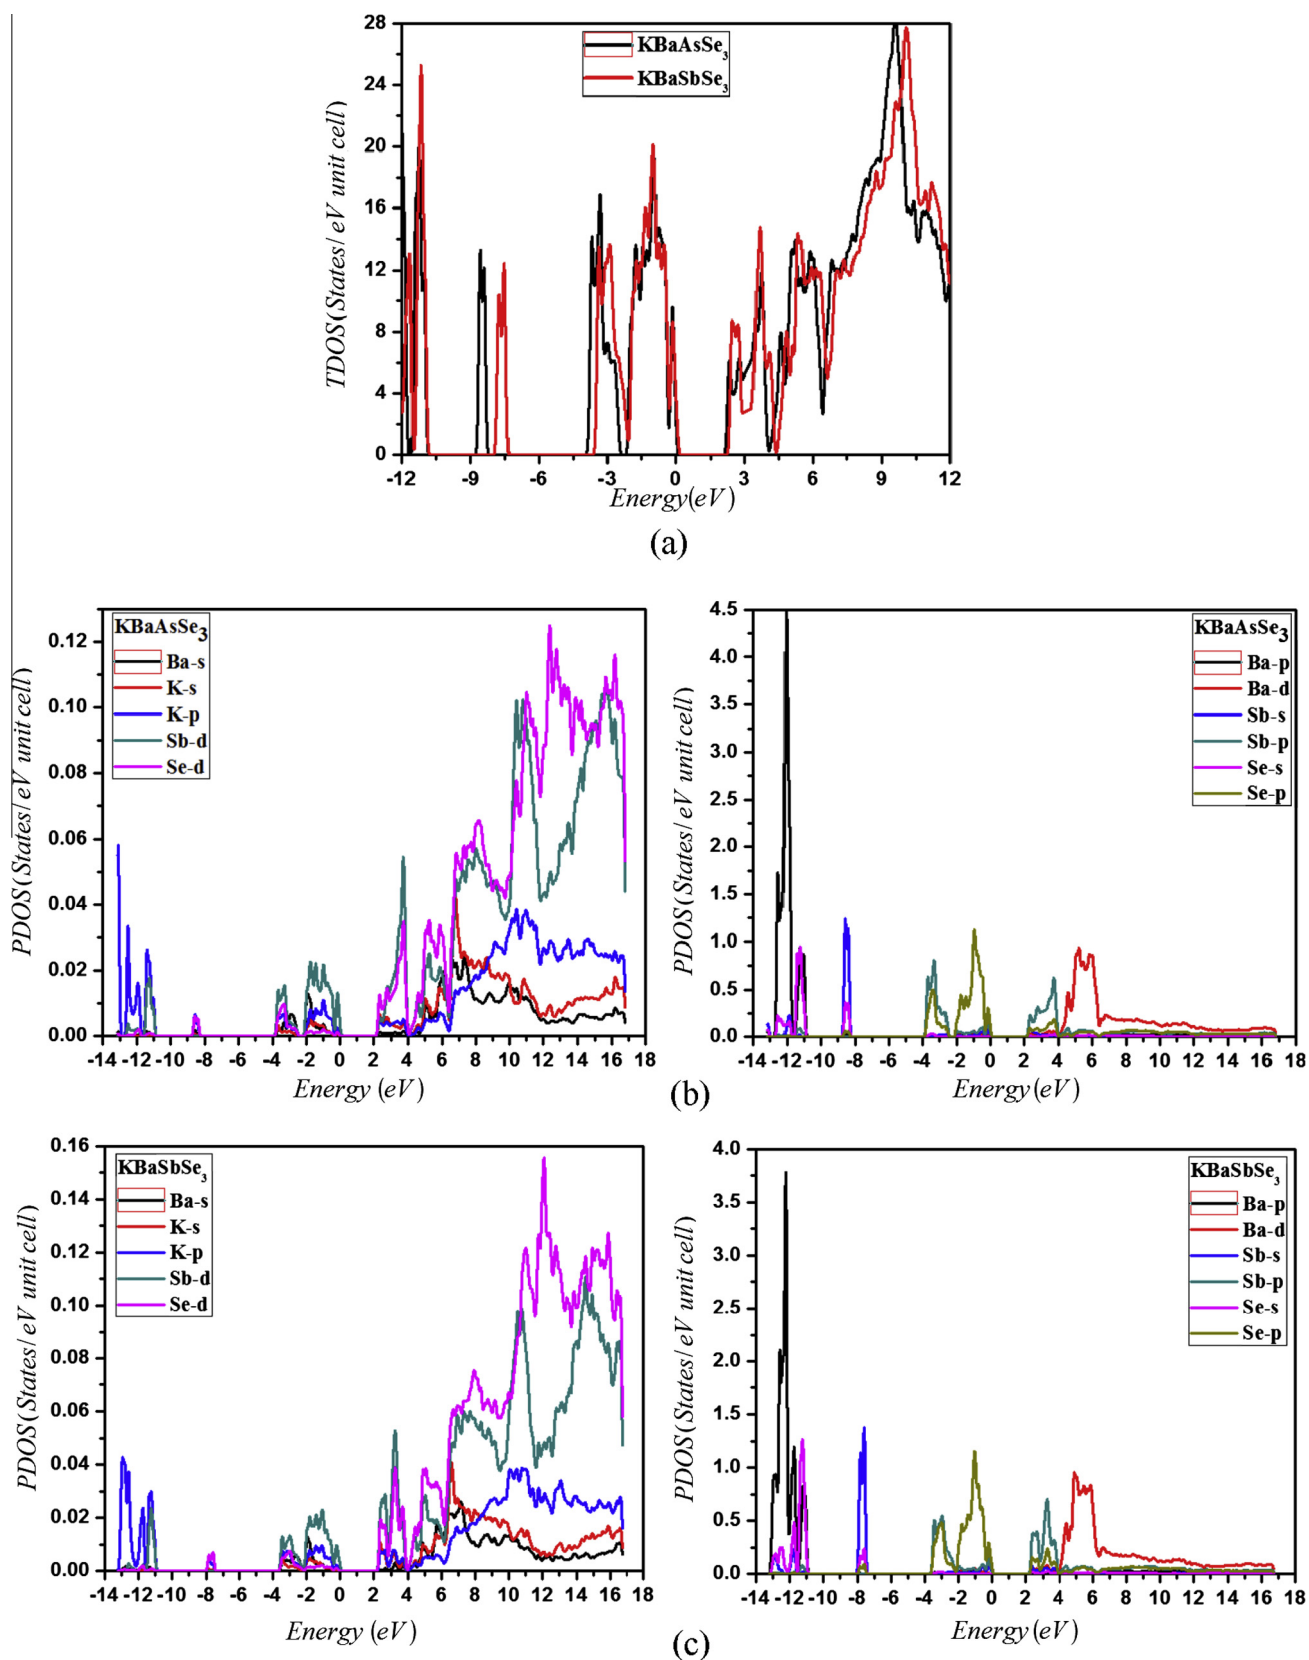 28
24
20
16
12
8
4
0
TDOS(States/eV unit cell)
KBaAsSe3
KBaSbSe3
-12 -9 -6 -3 0 3 6 9 12
Energy(eV)
(a)
0.12
0.10
0.08
0.06
0.04
0.02
0.00
PDOS(States/eV unit cell)
KBaAsSe3
Ba-s
K-s
K-p
Sb-d
Se-d
-14 -12 -10 -8 -6 -4 -2 0 2 4 6 8 10 12 14 16 18
Energy (eV)
4.5
4.0
3.5
3.0
2.5
2.0
1.5
1.0
0.5
0.0
PDOS(States/eV unit cell)
KBaAsSe3
Ba-p
Ba-d
Sb-s
Sb-p
Se-s
Se-p
-14 -12 -10 -8 -6 -4 -2 0 2 4 6 8 10 12 14 16 18
Energy (eV)
(b)
0.16
0.14
0.12
0.10
0.08
0.06
0.04
0.02
0.00
PDOS(States/eV unit cell)
KBaSbSe3
Ba-s
K-s
K-p
Sb-d
Se-d
-14 -12 -10 -8 -6 -4 -2 0 2 4 6 8 10 12 14 16 18
Energy (eV)
4.0
3.5
3.0
2.5
2.0
1.5
1.0
0.5
0.0
PDOS(States/eV unit cell)
KBaSbSe3
Ba-p
Ba-d
Sb-s
Sb-p
Se-s
Se-p
-14 -12 -10 -8 -6 -4 -2 0 2 4 6 8 10 12 14 16 18
Energy (eV)
(c)